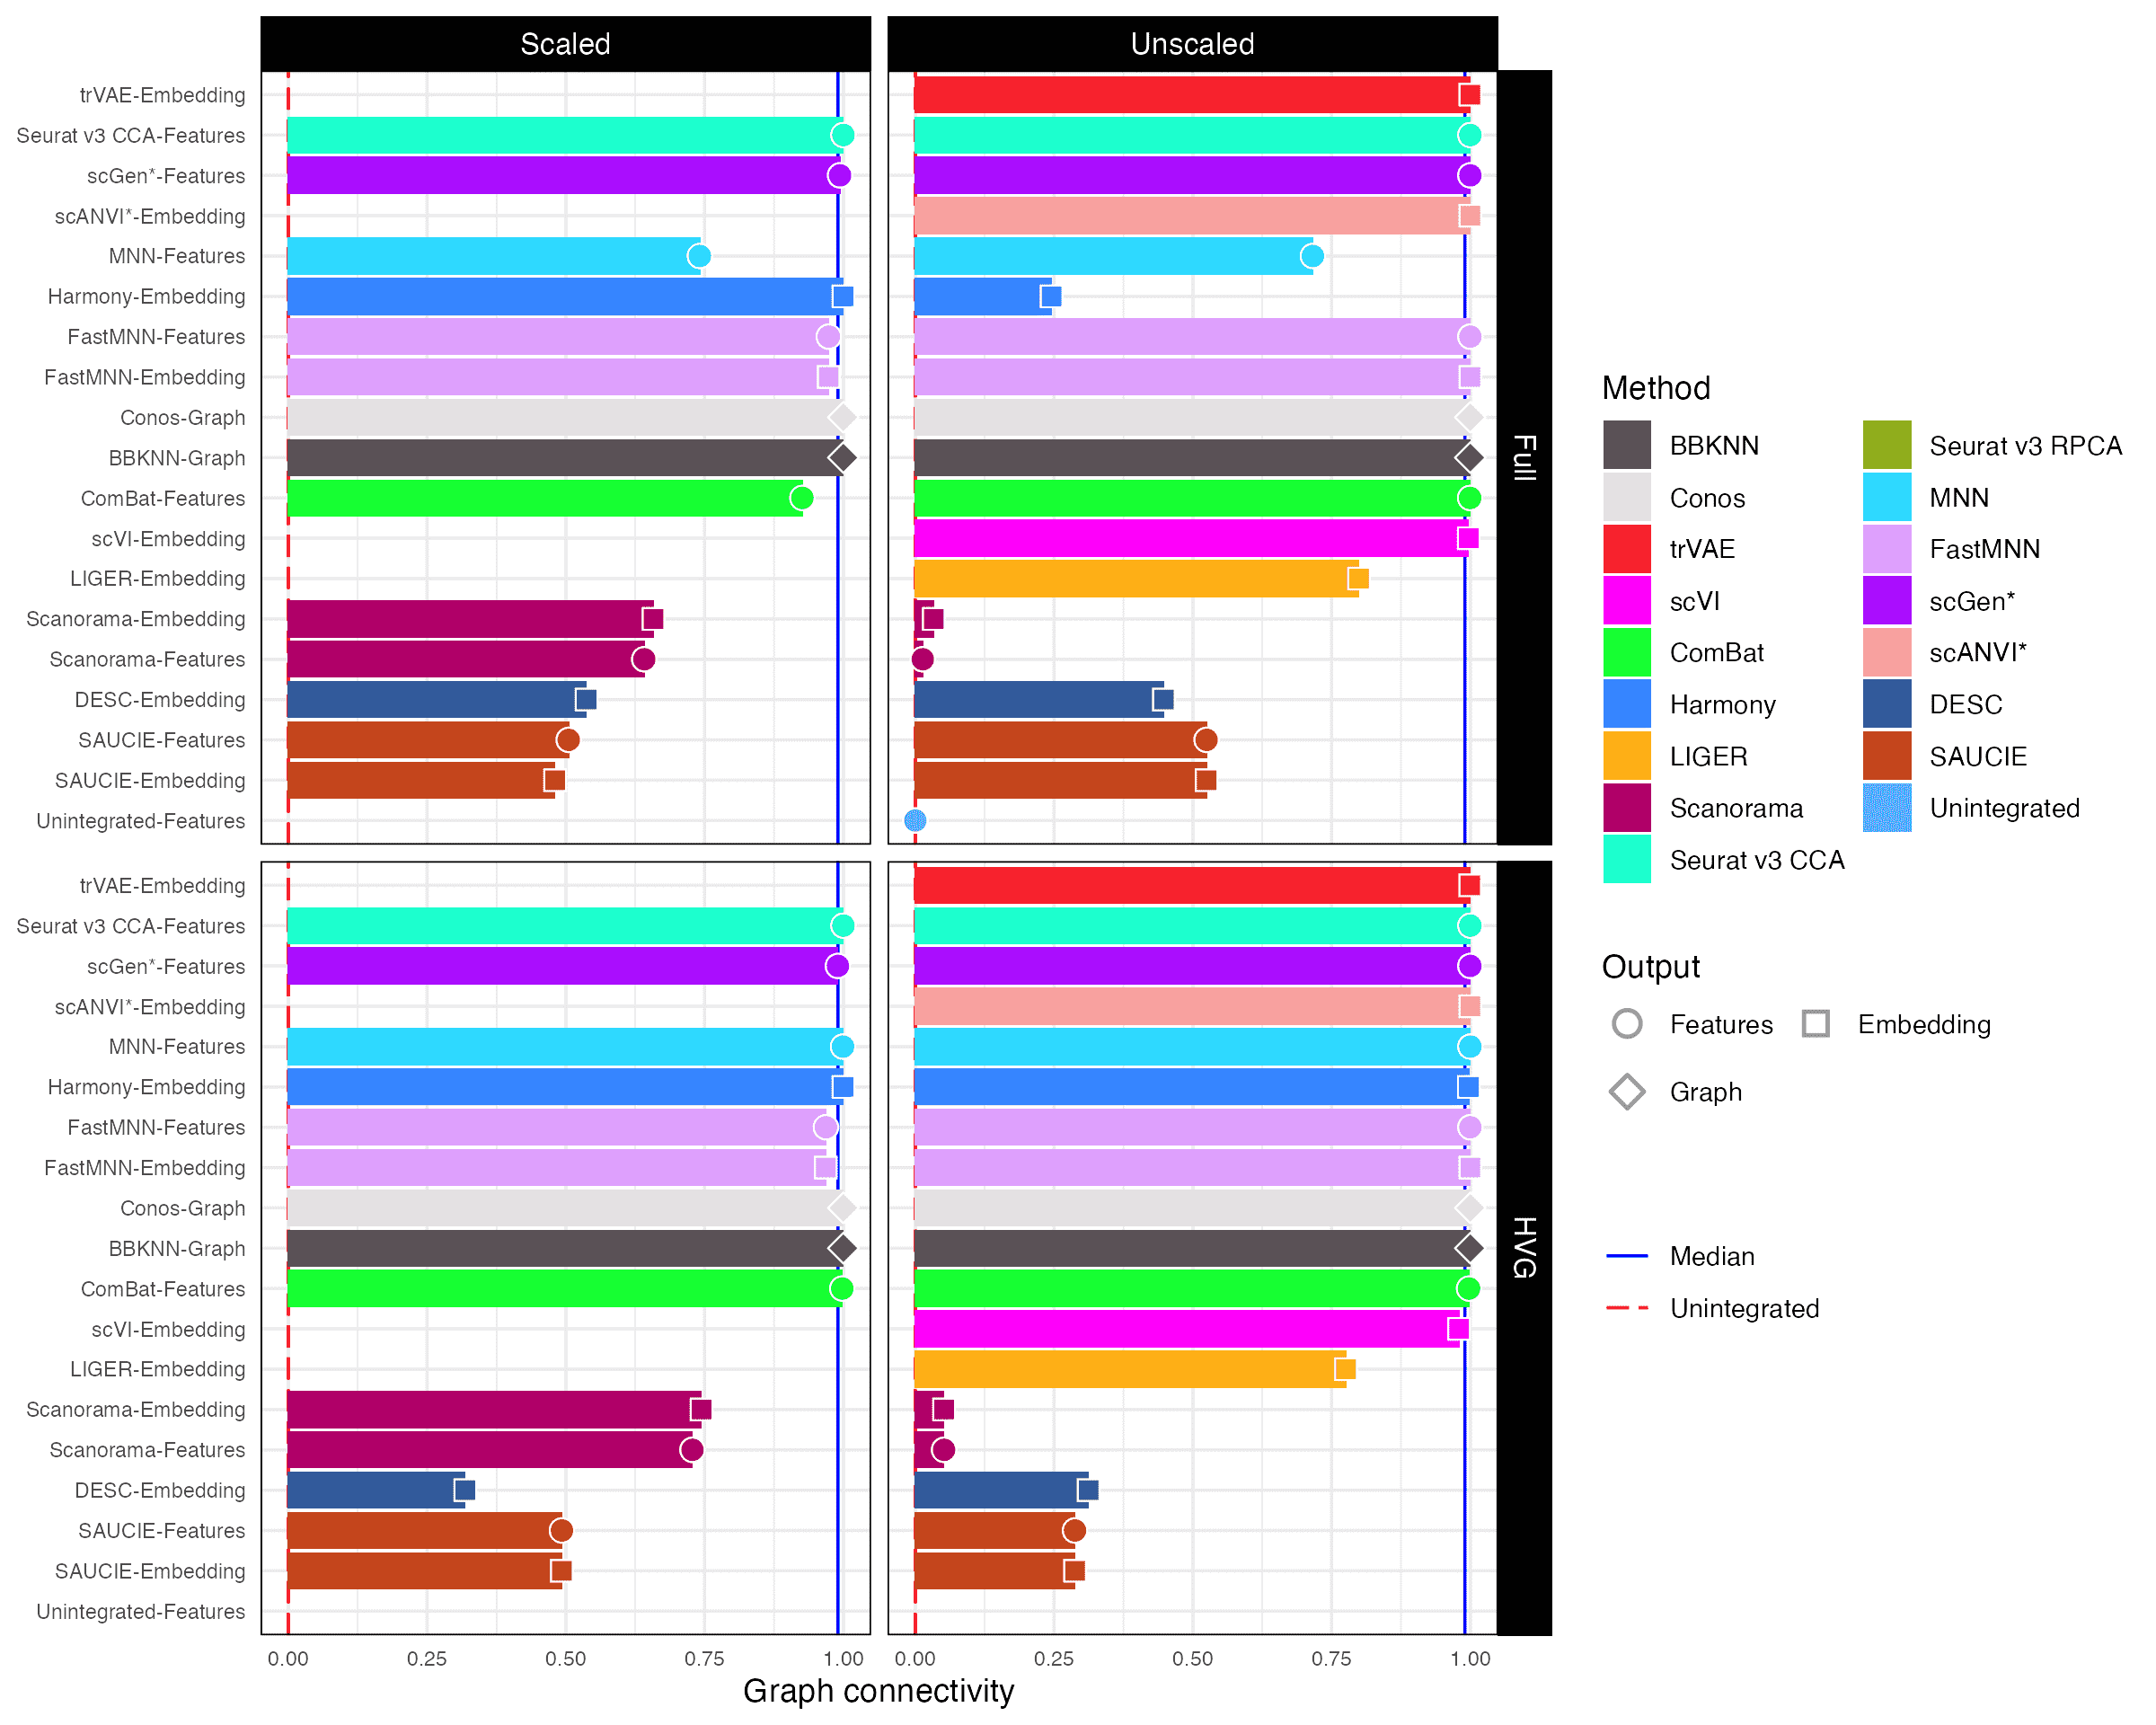 Scaled
Unscaled
trVAE-Embedding
Seurat v3 CCA-Features
scGen*-Features
scANVI*-Embedding
MNN-Features
Harmony-Embedding
FastMNN-Features
FastMNN-Embedding
Conos-Graph
BBKNN-Graph
ComBat-Features
scVI-Embedding
LIGER-Embedding
Scanorama-Embedding
Scanorama-Features
DESC-Embedding
SAUCIE-Features
SAUCIE-Embedding
Unintegrated-Features
Full
trVAE-Embedding
Seurat v3 CCA-Features
scGen*-Features
scANVI*-Embedding
MNN-Features
Harmony-Embedding
FastMNN-Features
FastMNN-Embedding
Conos-Graph
BBKNN-Graph
ComBat-Features
scVI-Embedding
LIGER-Embedding
Scanorama-Embedding
Scanorama-Features
DESC-Embedding
SAUCIE-Features
SAUCIE-Embedding
Unintegrated-Features
HVG
0.00 0.25 0.50 0.75 1.00
0.00 0.25 0.50 0.75 1.00
Graph connectivity
Method
BBKNN
Conos
trVAE
scVI
ComBat
Harmony
LIGER
Scanorama
Seurat v3 CCA
Seurat v3 RPCA
MNN
FastMNN
scGen*
scANVI*
DESC
SAUCIE
Unintegrated
Output
Features
Embedding
Graph
Median
Unintegrated